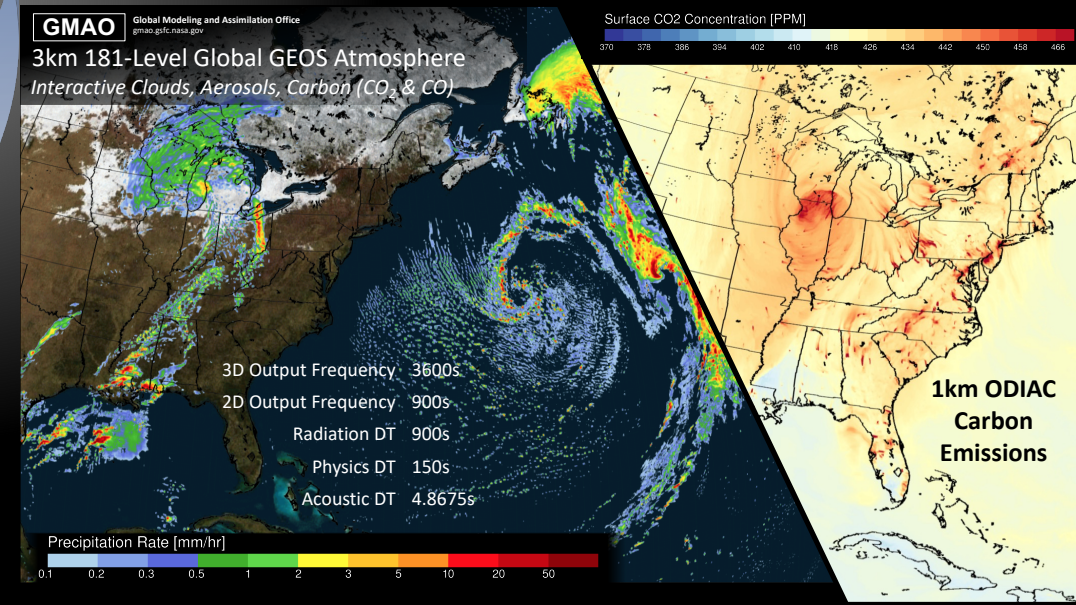 GMAO
Global Modeling and Assimilation Office
gmao.gsfc.nasa.gov
3km 181-Level Global GEOS Atmosphere
Interactive Clouds, Aerosols, Carbon (CO₂ & CO)
Surface CO2 Concentration [PPM]
370 378 386 394 402 410 418 426 434 442 450 458 466
3D Output Frequency 3600s
2D Output Frequency 900s
Radiation DT 900s
Physics DT 150s
Acoustic DT 4.8675s
1km ODIAC
Carbon
Emissions
Precipitation Rate [mm/hr]
0.1 0.2 0.3 0.5 1 2 3 5 10 20 50